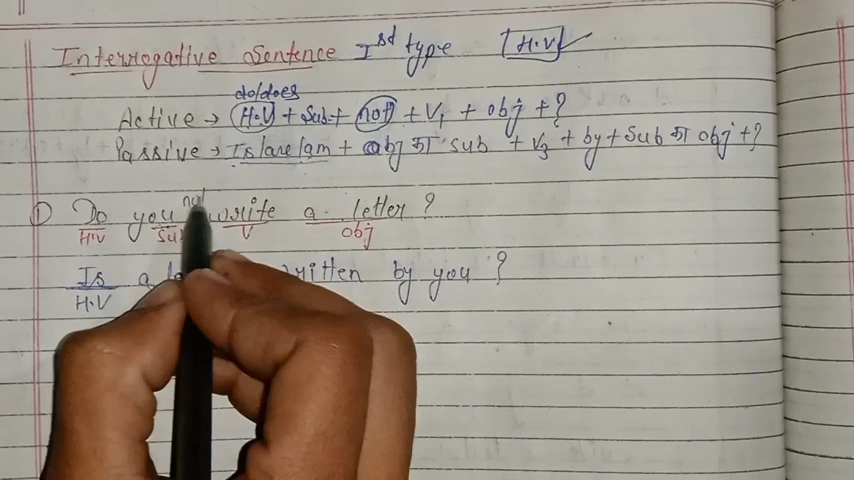 Interrogative Sentence Ist type [H.V]
do/does
Active → H.V + Sub + not + V1 + obj + ?
Passive → Is/are/am + obj का sub + V3 + by + Sub का obj + ?
① Do you not write a letter ?
H.V Sub V obj
Is a written by you ?
H.V